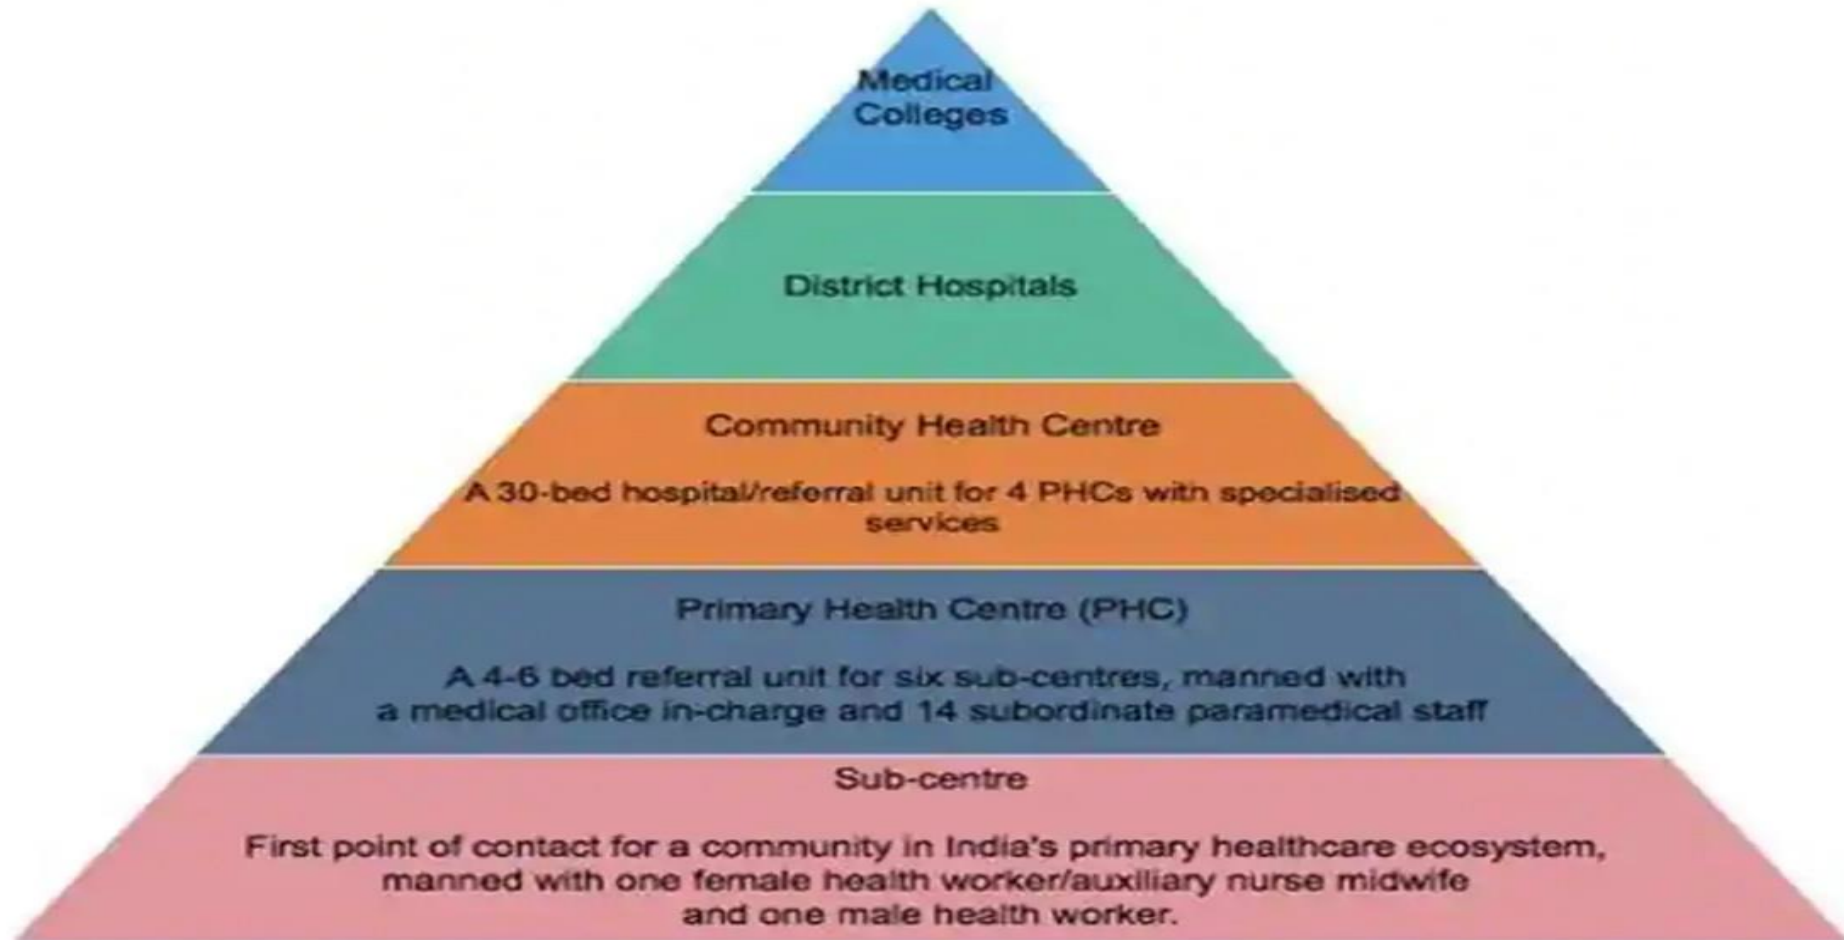 Medical
Colleges
District Hospitals
Community Health Centre
A 30-bed hospital/referral unit for 4 PHCs with specialised
services
Primary Health Centre (PHC)
A 4-6 bed referral unit for six sub-centres, manned with
a medical office in-charge and 14 subordinate paramedical staff
Sub-centre
First point of contact for a community in India's primary healthcare ecosystem,
manned with one female health worker/auxiliary nurse midwife
and one male health worker.